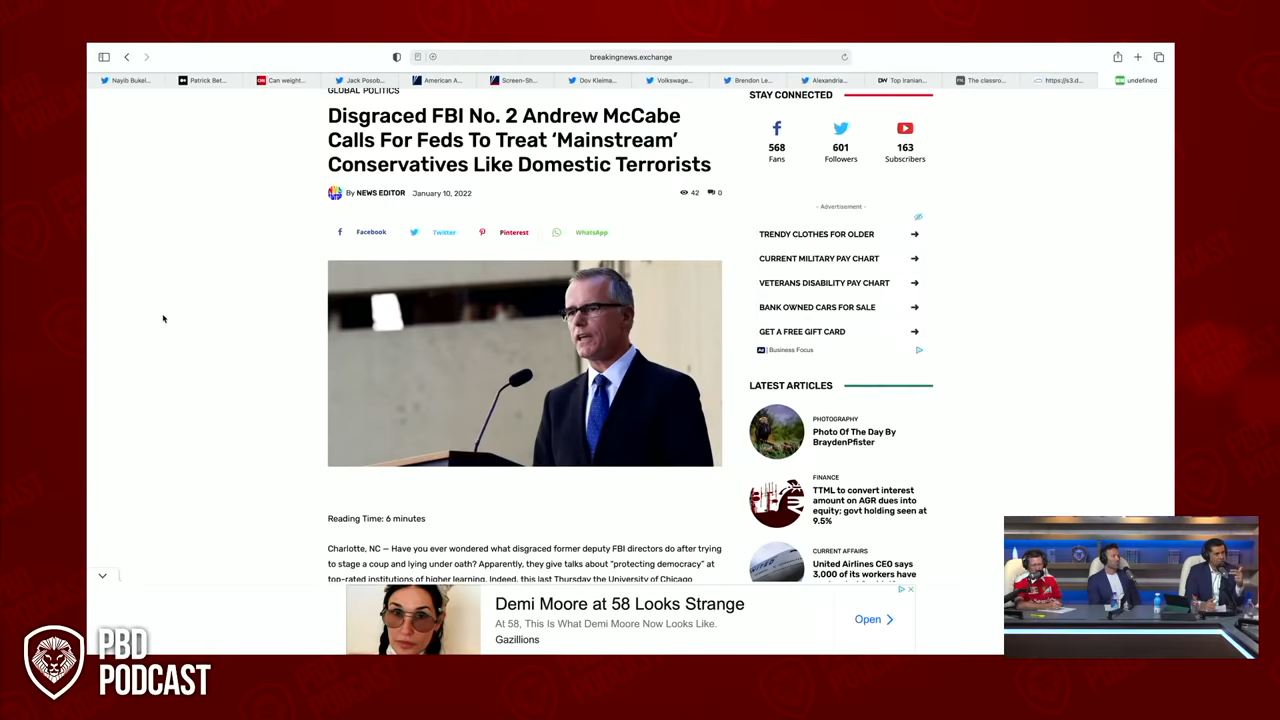 breakingnews.exchange
Nayib Bukel...
Patrick Bet...
Can weight...
Jack Posob...
American A...
Screen-Sh...
Dov Kleima...
Volkswage...
Brendon Le...
Alexandria...
DW Top Iranian...
The classro...
https://s3.d...
undefined
GLOBAL POLITICS
Disgraced FBI No. 2 Andrew McCabe
Calls For Feds To Treat ‘Mainstream’
Conservatives Like Domestic Terrorists
By NEWS EDITOR January 10, 2022
42 0
Facebook
Twitter
Pinterest
WhatsApp
Reading Time: 6 minutes
Charlotte, NC — Have you ever wondered what disgraced former deputy FBI directors do after trying
to stage a coup and lying under oath? Apparently, they give talks about "protecting democracy" at
top-rated institutions of higher learning. Indeed, this last Thursday the University of Chicago
STAY CONNECTED
568
Fans
601
Followers
163
Subscribers
- Advertisement -
TRENDY CLOTHES FOR OLDER
CURRENT MILITARY PAY CHART
VETERANS DISABILITY PAY CHART
BANK OWNED CARS FOR SALE
GET A FREE GIFT CARD
Ad | Business Focus
LATEST ARTICLES
PHOTOGRAPHY
Photo Of The Day By
BraydenPfister
FINANCE
TTML to convert interest
amount on AGR dues into
equity; govt holding seen at
9.5%
CURRENT AFFAIRS
United Airlines CEO says
3,000 of its workers have
Demi Moore at 58 Looks Strange
At 58, This Is What Demi Moore Now Looks Like.
Gazillions
Open
PBD
PODCAST